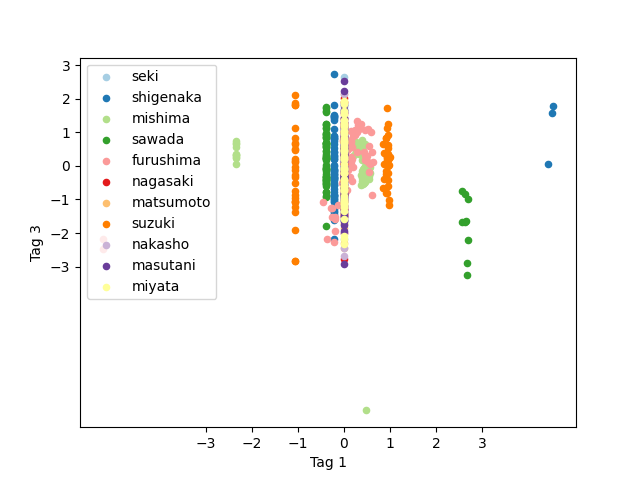 3
2
1
0
−1
−2
−3
Tag 3
seki
shigenaka
mishima
sawada
furushima
nagasaki
matsumoto
suzuki
nakasho
masutani
miyata
−3
−2
−1
0
1
2
3
Tag 1